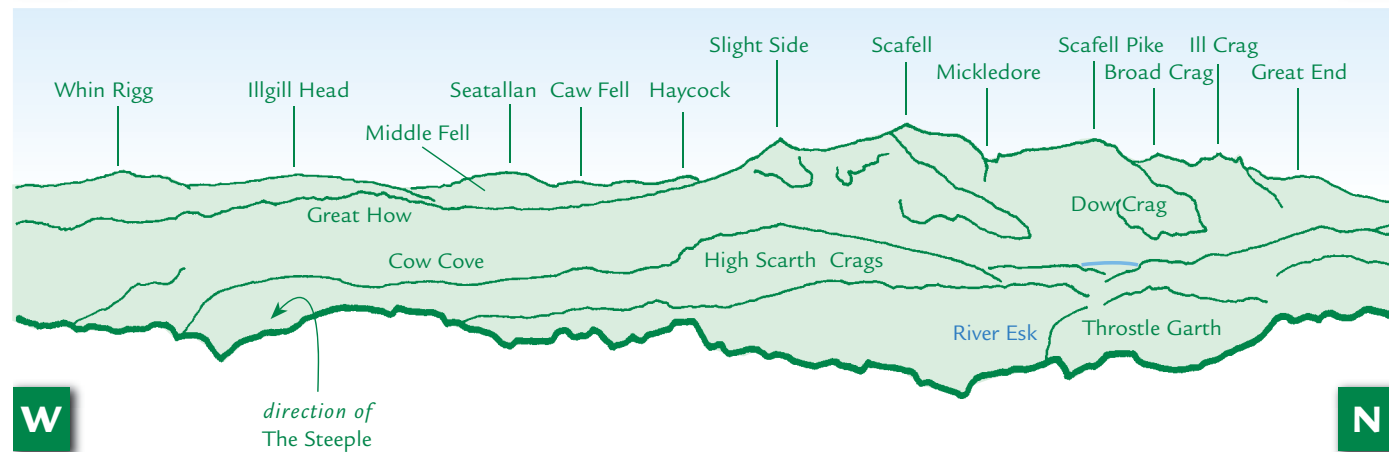 Slight Side
Scafell
Scafell Pike
Ill Crag
Mickledore
Broad Crag
Great End
Whin Rigg
Illgill Head
Seatallan
Caw Fell
Haycock
Middle Fell
Great How
Dow Crag
Cow Cove
High Scarth Crags
River Esk
Throstle Garth
W
direction of
The Steeple
N